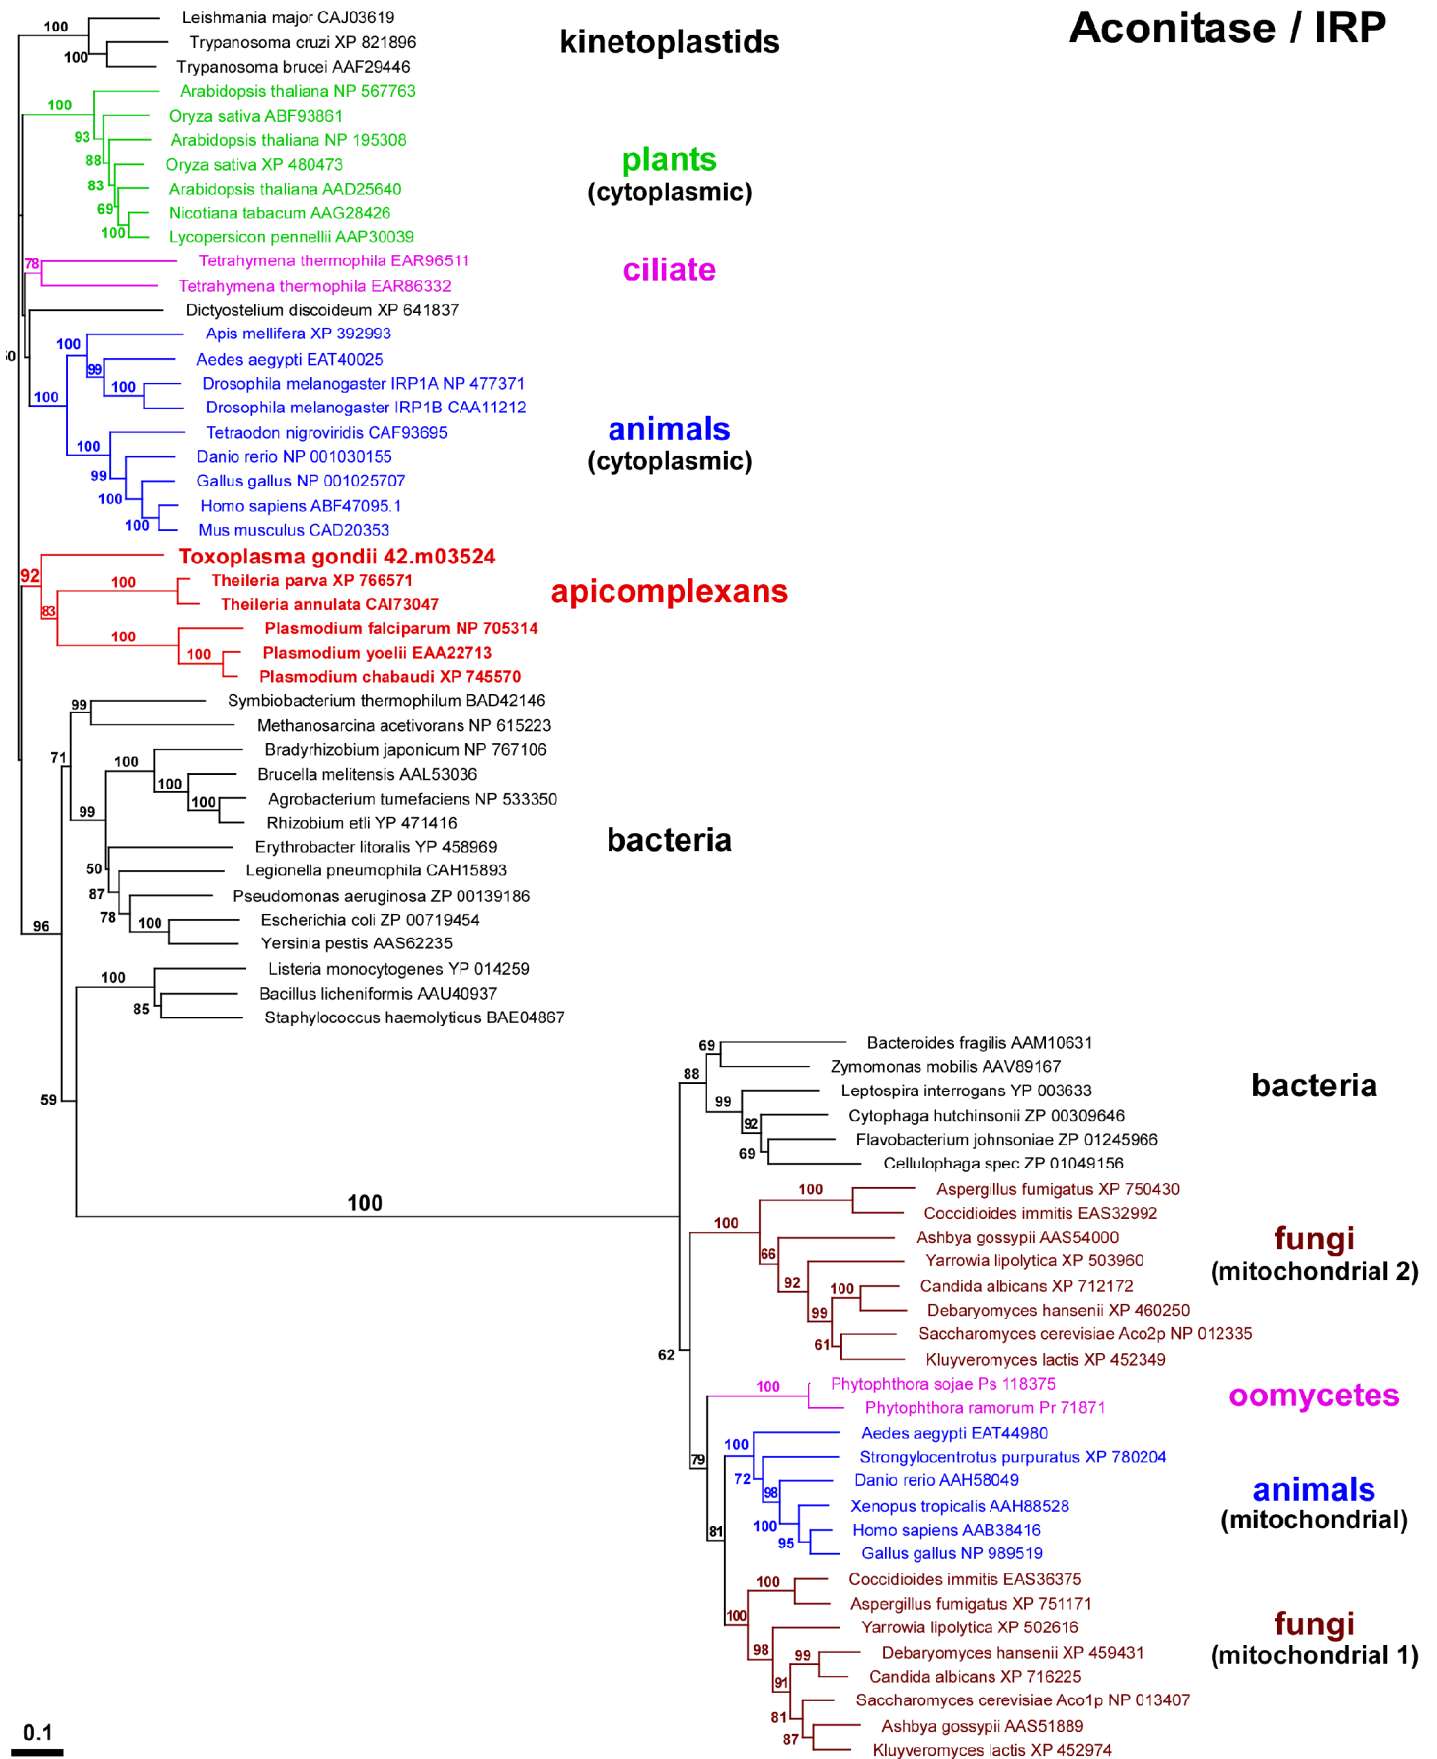 Aconitase / IRP
Leishmania major CAJ03619
100
Trypanosoma cruzi XP 821896
kinetoplastids
100
Trypanosoma brucei AAF29446
Arabidopsis thaliana NP 567763
100
Oryza sativa ABF93861
93
Arabidopsis thaliana NP 195308
88
Oryza sativa XP 480473
plants
(cytoplasmic)
83
Arabidopsis thaliana AAD25640
69
Nicotiana tabacum AAG28426
100
Lycopersicon pennellii AAP30039
78
Tetrahymena thermophila EAR96511
ciliate
Tetrahymena thermophila EAR86332
Dictyostelium discoideum XP 641837
Apis mellifera XP 392993
100
Aedes aegypti EAT40025
99
Drosophila melanogaster IRP1A NP 477371
100
100
Drosophila melanogaster IRP1B CAA11212
Tetraodon nigroviridis CAF93695
animals
(cytoplasmic)
100
Danio rerio NP 001030155
99
Gallus gallus NP 001025707
100
Homo sapiens ABF47095.1
100
Mus musculus CAD20353
Toxoplasma gondii 42.m03524
92
Theileria parva XP 766571
100
apicomplexans
Theileria annulata CAI73047
83
Plasmodium falciparum NP 705314
100
Plasmodium yoelii EAA22713
100
Plasmodium chabaudi XP 745570
Symbiobacterium thermophilum BAD42146
99
Methanosarcina acetivorans NP 615223
71
Bradyrhizobium japonicum NP 767106
100
Brucella melitensis AAL53036
100
Agrobacterium tumefaciens NP 533350
100
99
Rhizobium etli YP 471416
bacteria
Erythrobacter litoralis YP 458969
50
Legionella pneumophila CAH15893
87
Pseudomonas aeruginosa ZP 00139186
78
Escherichia coli ZP 00719454
100
96
Yersinia pestis AAS62235
Listeria monocytogenes YP 014259
100
Bacillus licheniformis AAU40937
85
Staphylococcus haemolyticus BAE04867
59
Bacteroides fragilis AAM10631
69
Zymomonas mobilis AAV89167
88
Leptospira interrogans YP 003633
bacteria
99
Cytophaga hutchinsonii ZP 00309646
92
Flavobacterium johnsoniae ZP 01245966
69
Cellulophaga spec ZP 01049156
100
Aspergillus fumigatus XP 750430
100
Coccidioides immitis EAS32992
100
Ashbya gossypii AAS54000
fungi
(mitochondrial 2)
66
Yarrowia lipolytica XP 503960
92
Candida albicans XP 712172
100
Debaryomyces hansenii XP 460250
99
Saccharomyces cerevisiae Aco2p NP 012335
61
Kluyveromyces lactis XP 452349
62
Phytophthora sojae Ps 118375
100
oomycetes
Phytophthora ramorum Pr 71871
Aedes aegypti EAT44980
100
79
Strongylocentrotus purpuratus XP 780204
72
Danio rerio AAH58049
98
animals
(mitochondrial)
Xenopus tropicalis AAH88528
100
Homo sapiens AAB38416
81
95
Gallus gallus NP 989519
Coccidioides immitis EAS36375
100
Aspergillus fumigatus XP 751171
100
Yarrowia lipolytica XP 502616
fungi
(mitochondrial 1)
98
Debaryomyces hansenii XP 459431
99
Candida albicans XP 716225
91
Saccharomyces cerevisiae Aco1p NP 013407
81
Ashbya gossypii AAS51889
87
Kluyveromyces lactis XP 452974
0.1